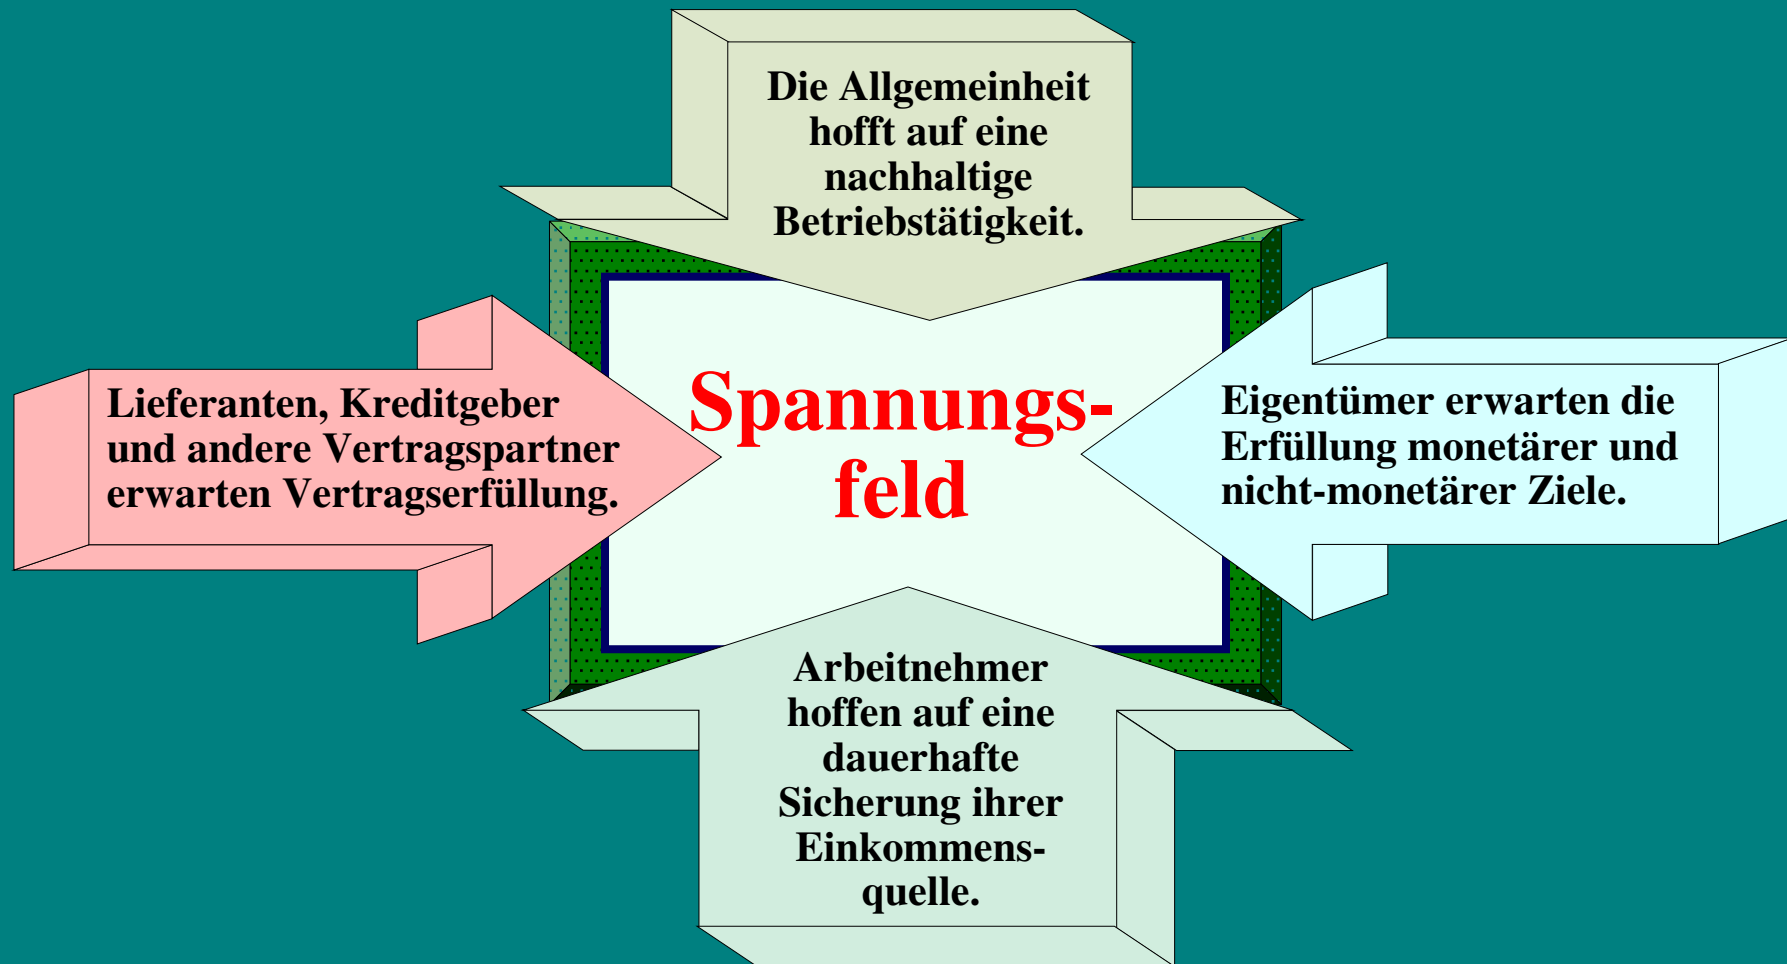 Die Allgemeinheit
hofft auf eine
nachhaltige
Betriebstätigkeit.
Lieferanten, Kreditgeber
und andere Vertragspartner
erwarten Vertragserfüllung.
Spannungs-
feld
Eigentümer erwarten die
Erfüllung monetärer und
nicht-monetärer Ziele.
Arbeitnehmer
hoffen auf eine
dauerhafte
Sicherung ihrer
Einkommens-
quelle.